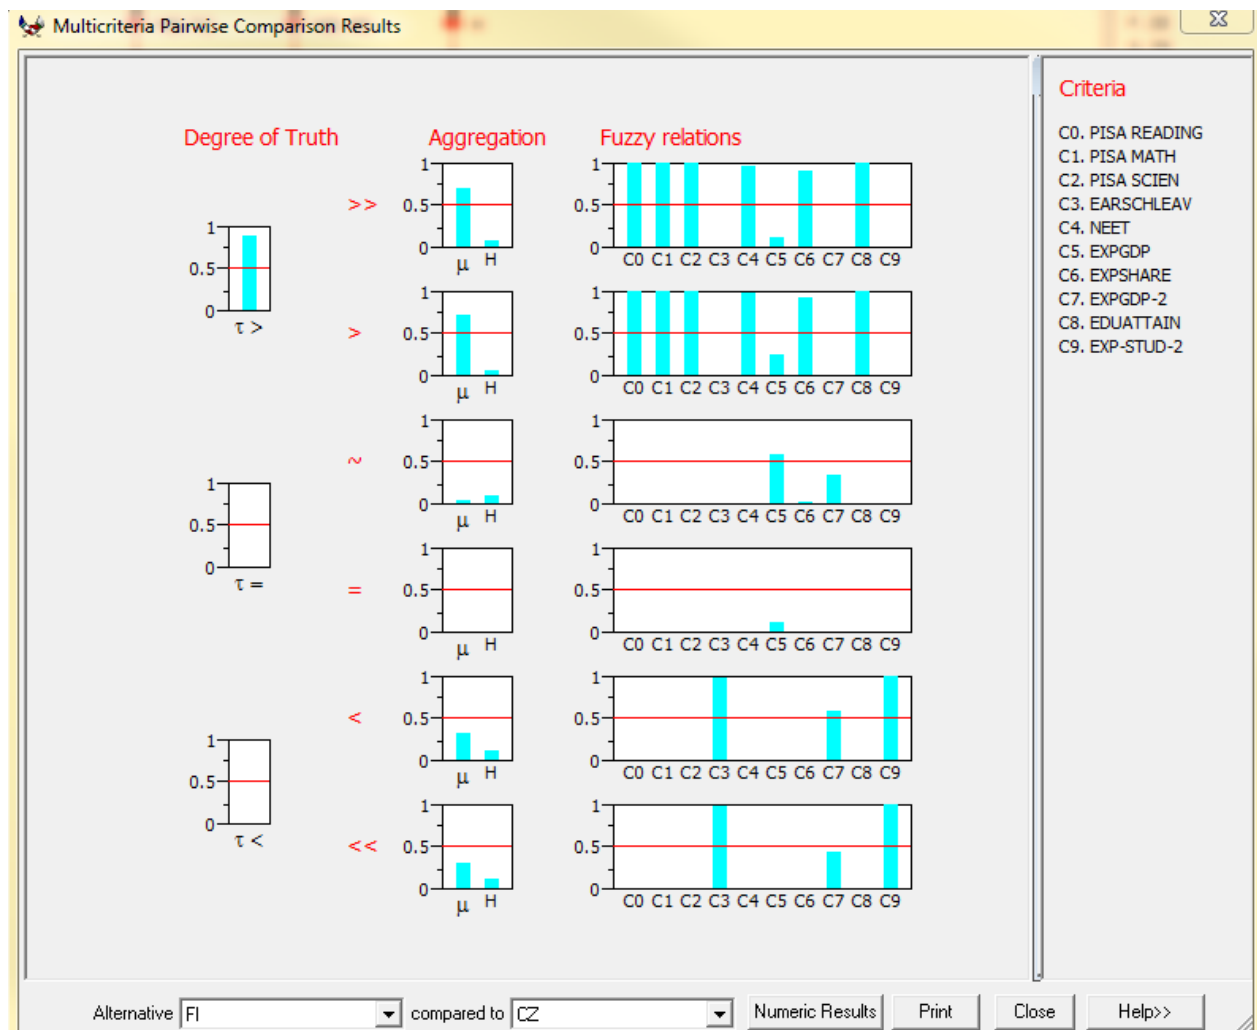 Multicriteria Pairwise Comparison Results
Degree of Truth Aggregation Fuzzy relations
>>
1
0.5
0
μ H
1
0.5
0
C0 C1 C2 C3 C4 C5 C6 C7 C8 C9
1
0.5
0
τ >
>
1
0.5
0
μ H
1
0.5
0
C0 C1 C2 C3 C4 C5 C6 C7 C8 C9
~
1
0.5
0
μ H
1
0.5
0
C0 C1 C2 C3 C4 C5 C6 C7 C8 C9
1
0.5
0
τ =
=
1
0.5
0
μ H
1
0.5
0
C0 C1 C2 C3 C4 C5 C6 C7 C8 C9
<
1
0.5
0
μ H
1
0.5
0
C0 C1 C2 C3 C4 C5 C6 C7 C8 C9
1
0.5
0
τ <
<<
1
0.5
0
μ H
1
0.5
0
C0 C1 C2 C3 C4 C5 C6 C7 C8 C9
Criteria
C0. PISA READING
C1. PISA MATH
C2. PISA SCIEN
C3. EARSCHLEAV
C4. NEET
C5. EXPGDP
C6. EXPSHARE
C7. EXPGDP-2
C8. EDUATTAIN
C9. EXP-STUD-2
Alternative FI compared to CZ Numeric Results Print Close Help>>